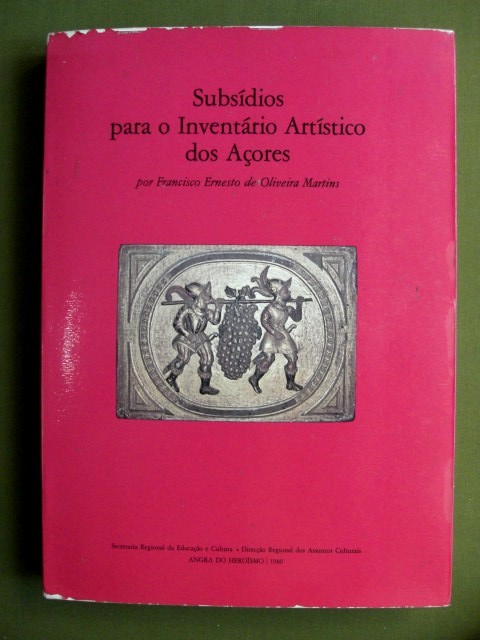 Subsídios
para o Inventário Artístico
dos Açores
por Francisco Ernesto de Oliveira Martins
Secretaria Regional da Educação e Cultura • Direcção Regional dos Assuntos Culturais
ANGRA DO HEROÍSMO | 1980